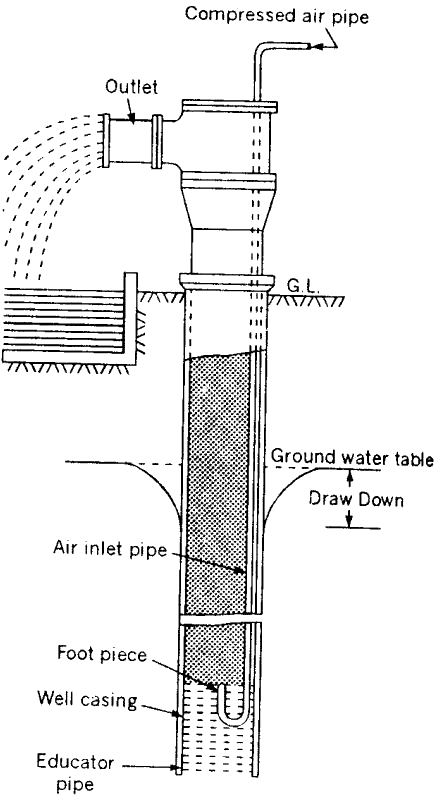 Compressed air pipe
Outlet
G.L.
Ground water table
Draw Down
Air inlet pipe
Foot piece
Well casing
Educator
pipe